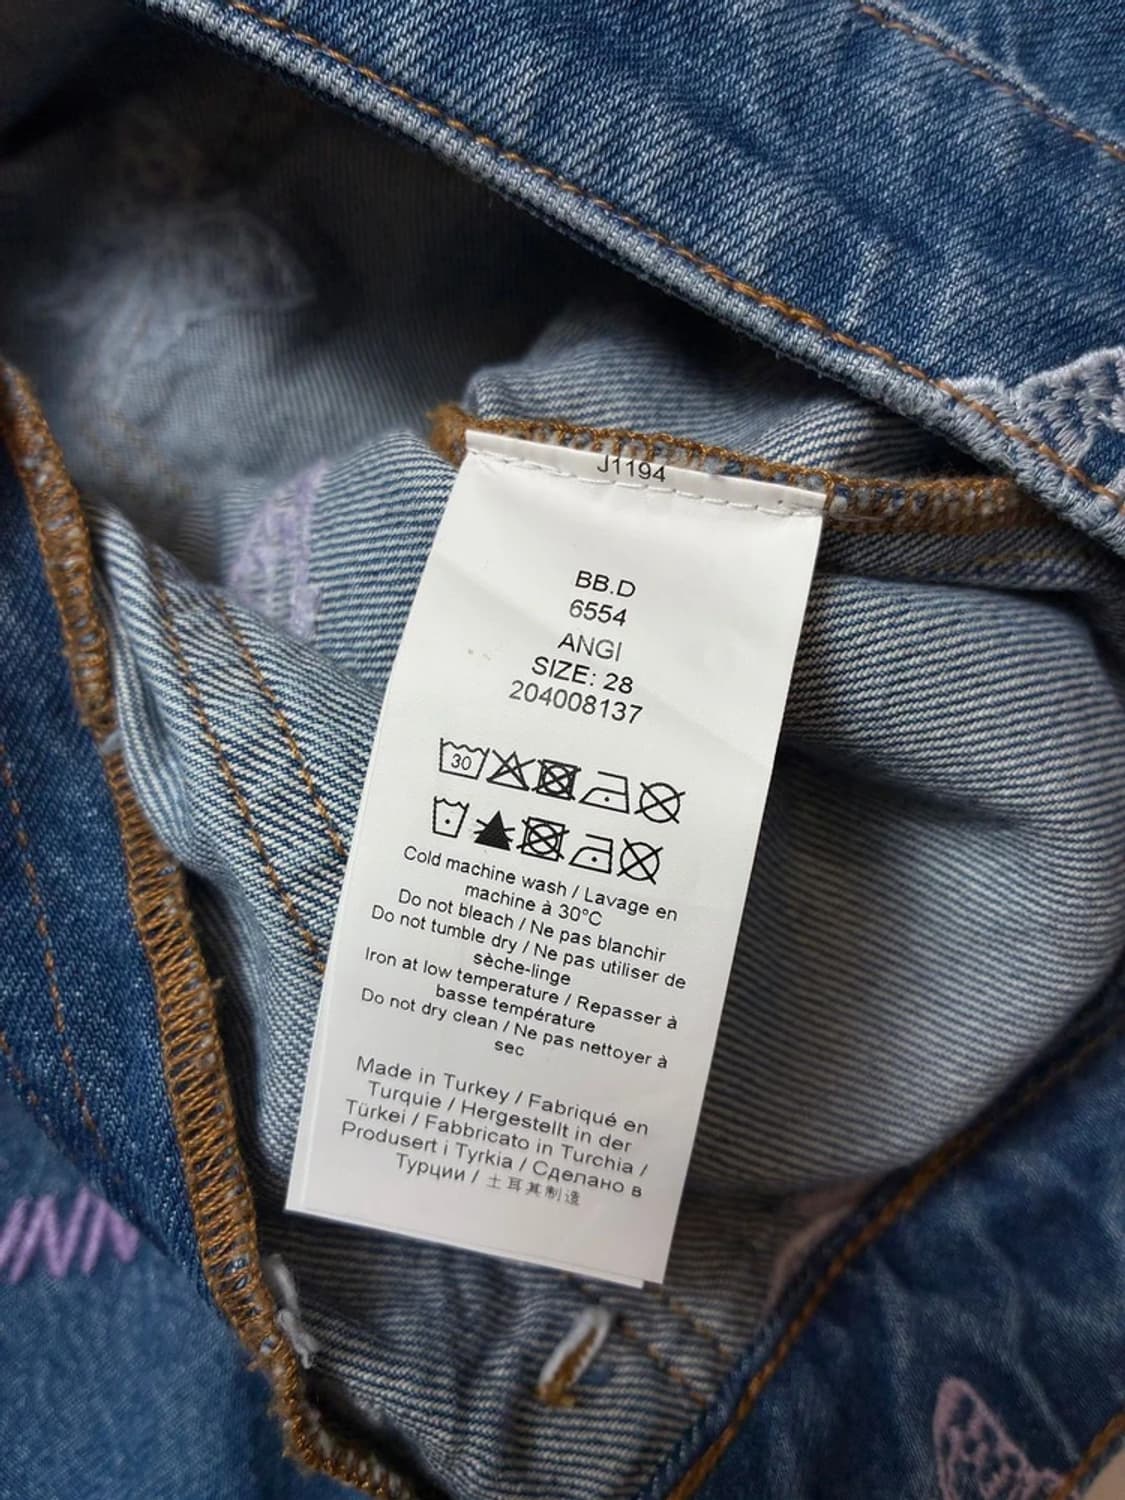 J1194
BB.D
6554
ANGI
SIZE: 28
204008137
30
Cold machine wash / Lavage en
machine à 30°C
Do not bleach / Ne pas blanchir
Do not tumble dry / Ne pas utiliser de
sèche-linge
Iron at low temperature / Repasser à
basse température
Do not dry clean / Ne pas nettoyer à
sec
Made in Turkey / Fabriqué en
Turquie / Hergestellt in der
Türkei / Fabbricato in Turchia /
Produsert i Tyrkia / Сделано в
Турции / 土耳其制造